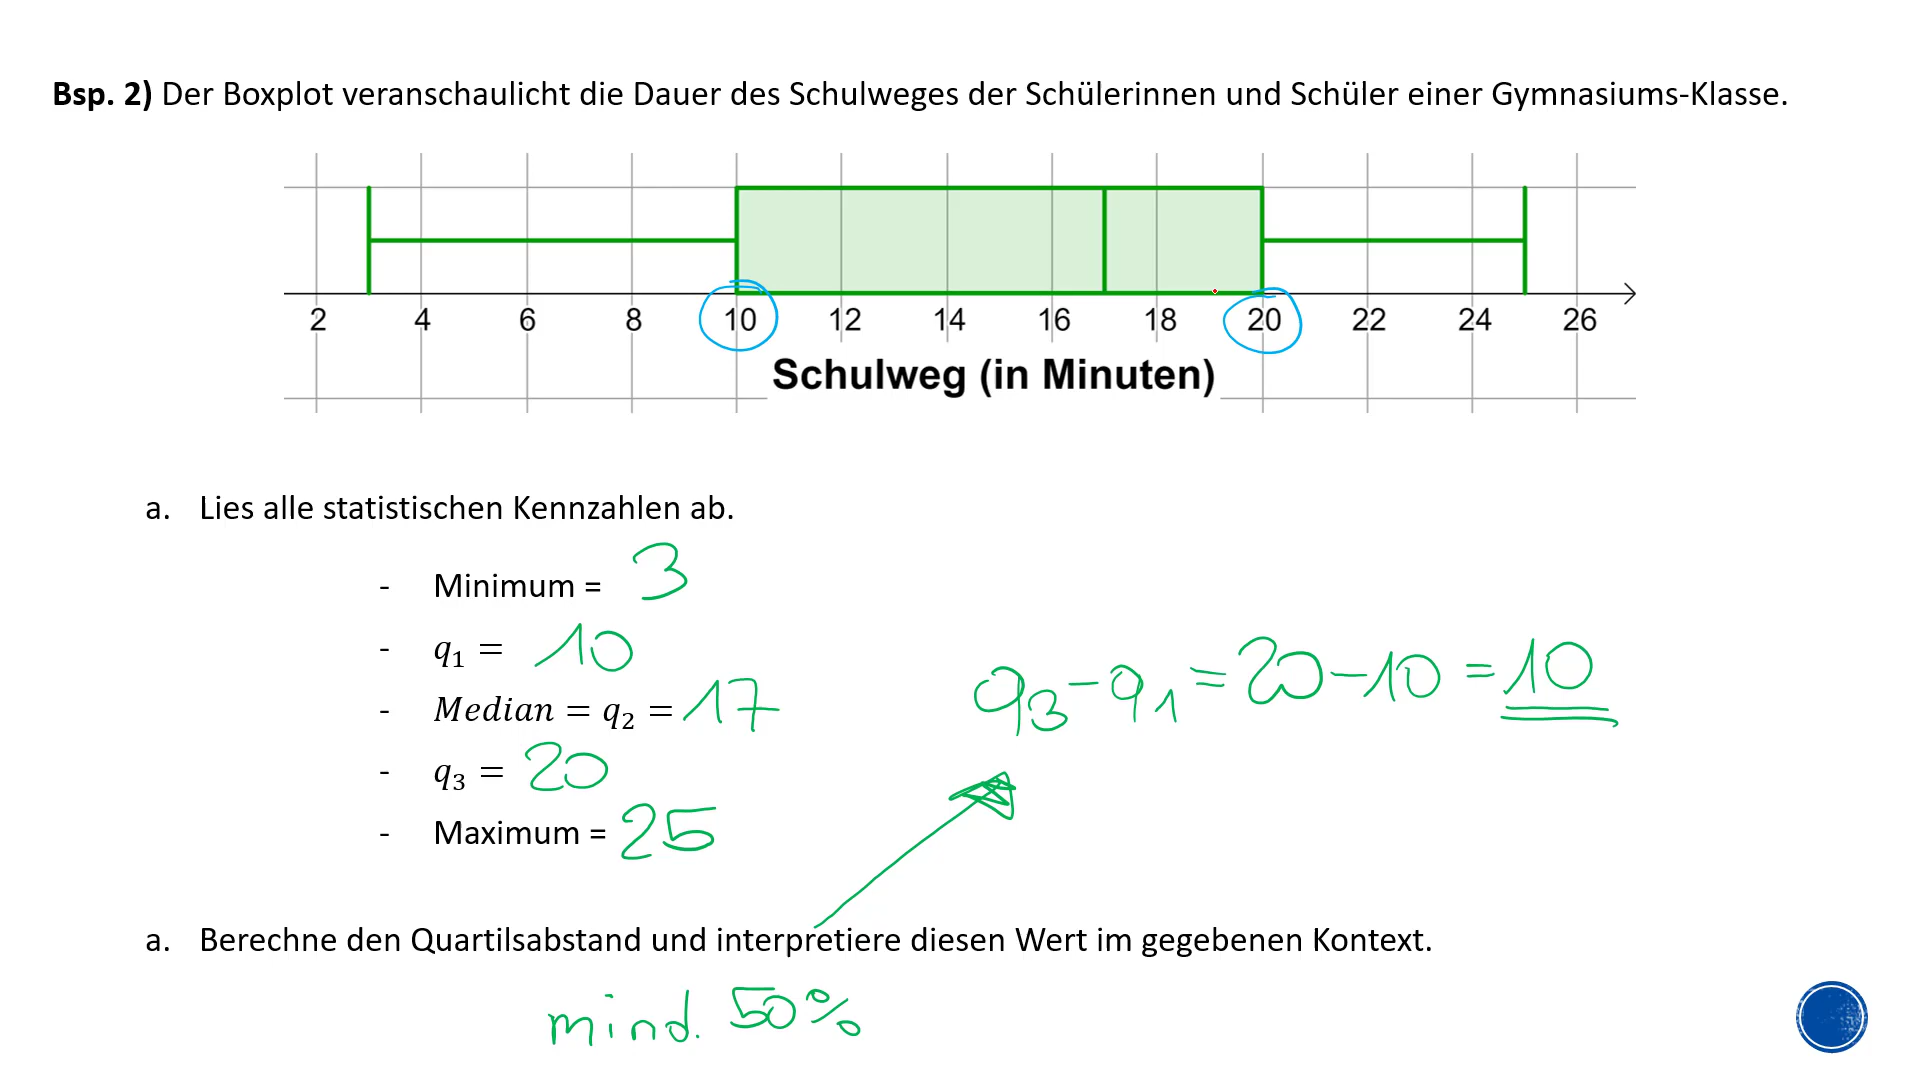 Bsp. 2) Der Boxplot veranschaulicht die Dauer des Schulweges der Schülerinnen und Schüler einer Gymnasiums-Klasse.
2 4 6 8 10 12 14 16 18 20 22 24 26
Schulweg (in Minuten)
a. Lies alle statistischen Kennzahlen ab.
- Minimum = 3
- q₁ = 10
- Median = q₂ = 17
- q₃ = 20
- Maximum = 25
q₃ - q₁ = 20 - 10 = 10
a. Berechne den Quartilsabstand und interpretiere diesen Wert im gegebenen Kontext.
mind. 50%